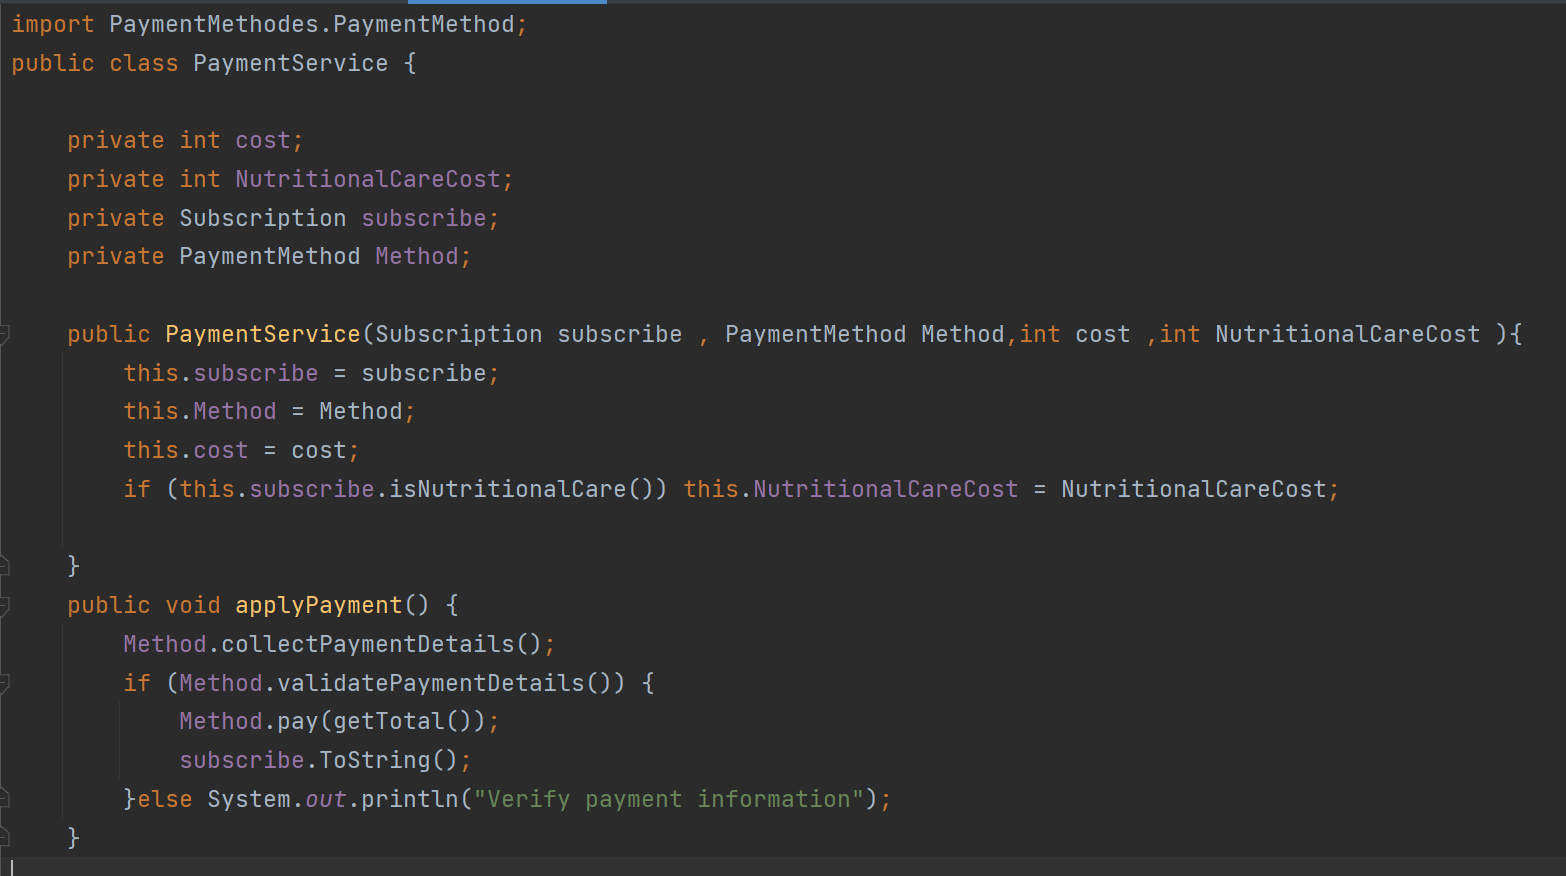 import PaymentMethodes.PaymentMethod;
public class PaymentService {
private int cost;
private int NutritionalCareCost;
private Subscription subscribe;
private PaymentMethod Method;
public PaymentService(Subscription subscribe , PaymentMethod Method,int cost ,int NutritionalCareCost ){
this.subscribe = subscribe;
this.Method = Method;
this.cost = cost;
if (this.subscribe.isNutritionalCare()) this.NutritionalCareCost = NutritionalCareCost;
}
public void applyPayment() {
Method.collectPaymentDetails();
if (Method.validatePaymentDetails()) {
Method.pay(getTotal());
subscribe.ToString();
}else System.out.println("Verify payment information");
}